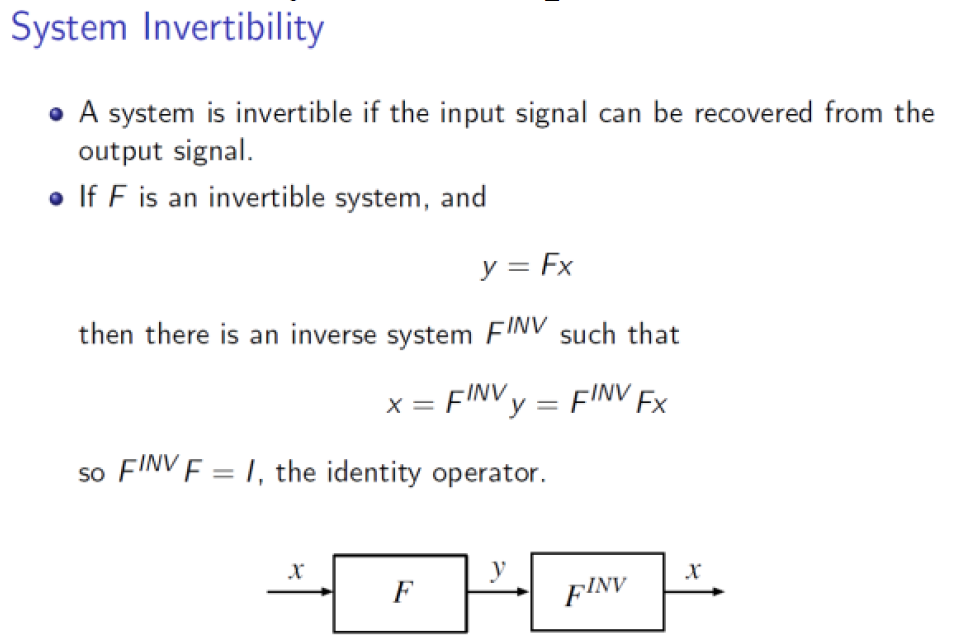 System Invertibility
A system is invertible if the input signal can be recovered from the
output signal.
If F is an invertible system, and
y = Fx
then there is an inverse system F^INV such that
x = F^INV y = F^INV Fx
so F^INV F = I, the identity operator.
x F y F^INV x